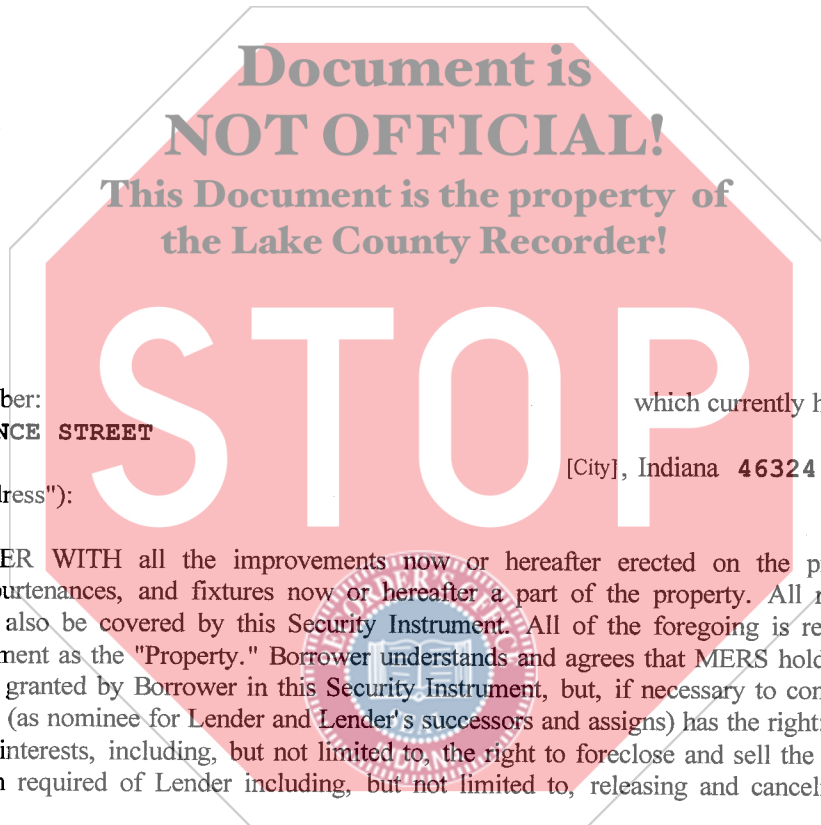 Document is
NOT OFFICIAL!
This Document is the property of
the Lake County Recorder!
STOP
ber: which currently h
NCE STREET
[City], Indiana 46324
dress"):
ER WITH all the improvements now or hereafter erected on the p
ourtenances, and fixtures now or hereafter a part of the property. All r
also be covered by this Security Instrument. All of the foregoing is re
ment as the "Property." Borrower understands and agrees that MERS hold
granted by Borrower in this Security Instrument, but, if necessary to con
(as nominee for Lender and Lender's successors and assigns) has the right:
interests, including, but not limited to, the right to foreclose and sell the
n required of Lender including, but not limited to, releasing and cancel